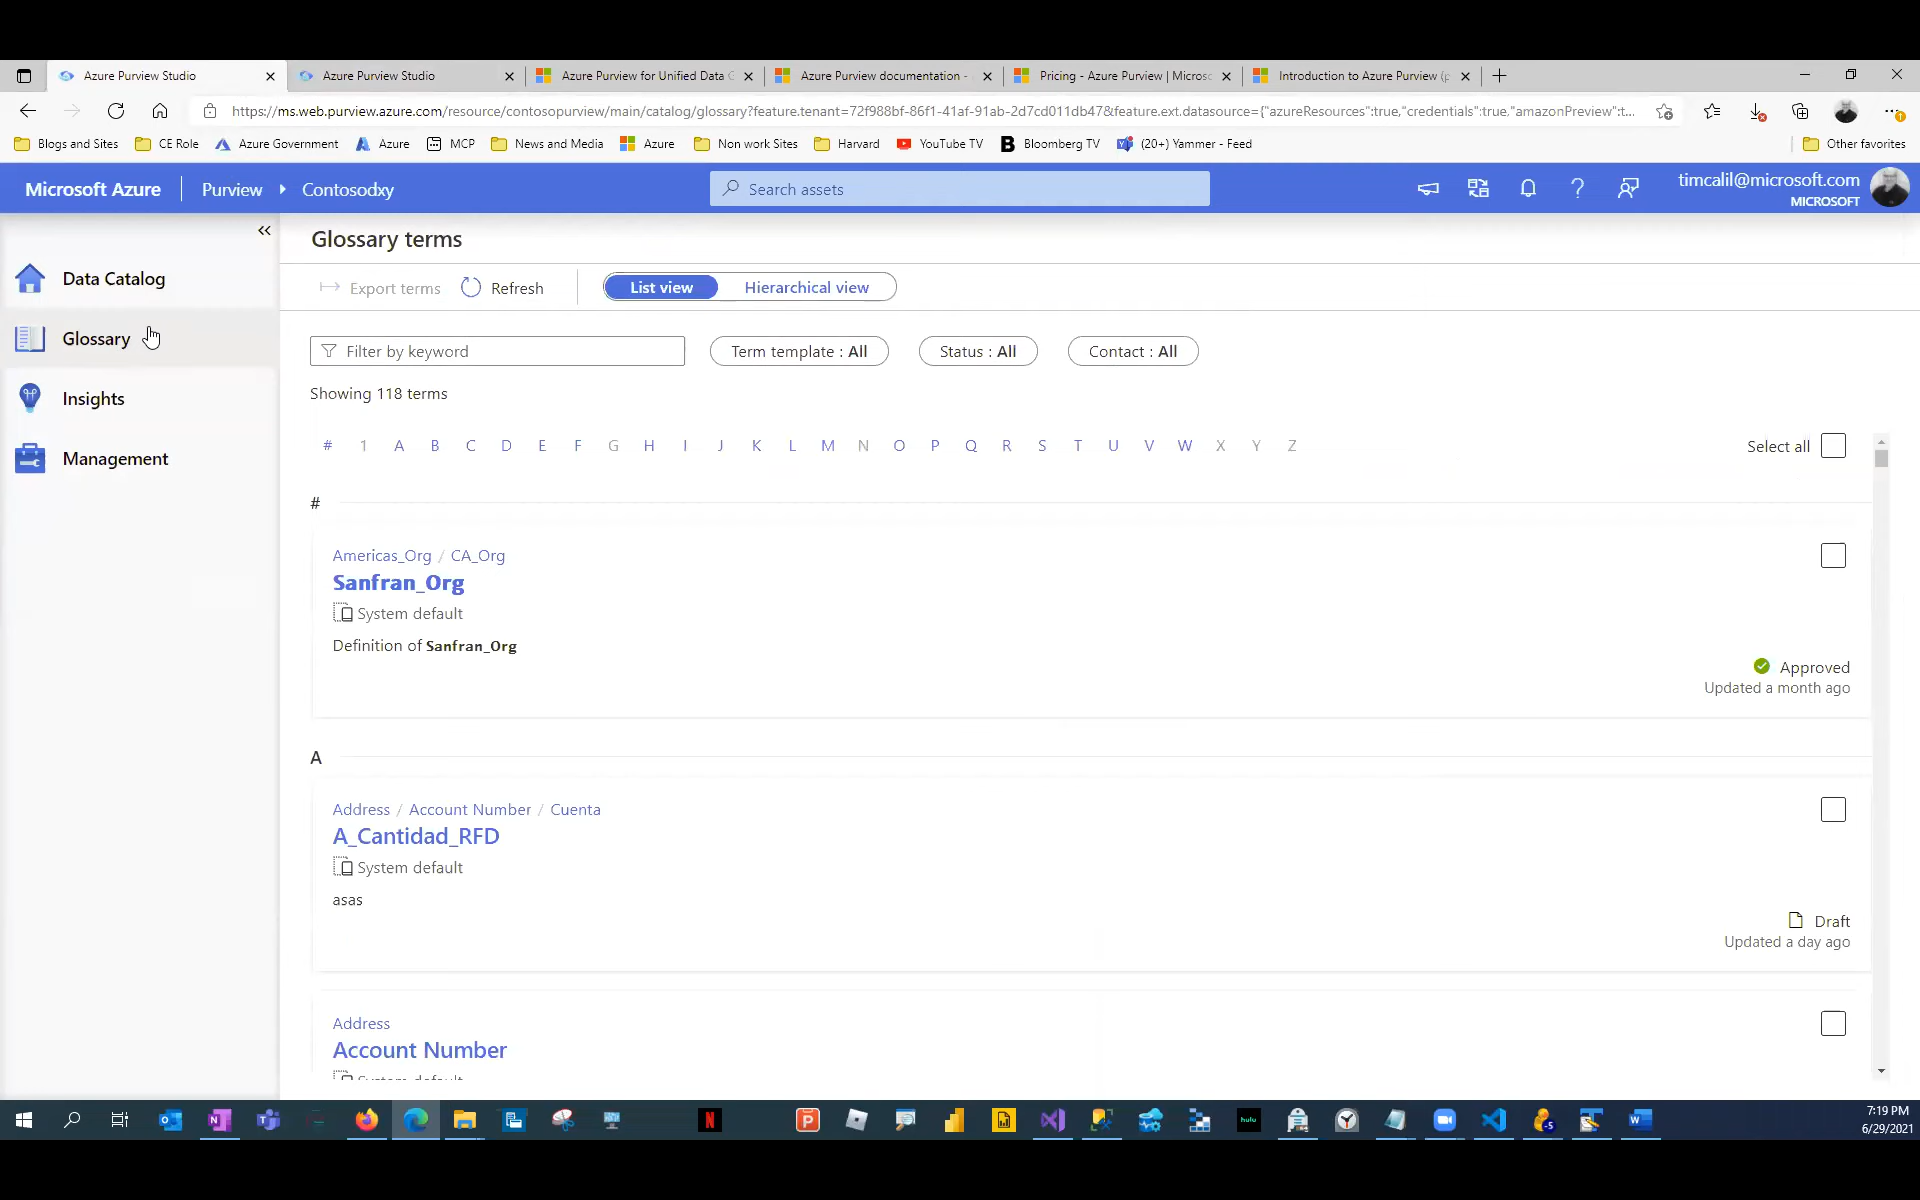 Azure Purview Studio
Azure Purview Studio
Azure Purview for Unified Data G
Azure Purview documentation -
Pricing - Azure Purview | Microsc
Introduction to Azure Purview (p
https://ms.web.purview.azure.com/resource/contosopurview/main/catalog/glossary?feature.tenant=72f988bf-86f1-41af-91ab-2d7cd011db47&feature.ext.datasource={"azureResources":true,"credentials":true,"amazonPreview":t...
Blogs and Sites
CE Role
Azure Government
Azure
MCP
News and Media
Azure
Non work Sites
Harvard
YouTube TV
Bloomberg TV
(20+) Yammer - Feed
Other favorites
Microsoft Azure
Purview
Contosodxy
Search assets
timcalil@microsoft.com
MICROSOFT
Data Catalog
Glossary
Insights
Management
Glossary terms
Export terms
Refresh
List view
Hierarchical view
Filter by keyword
Term template : All
Status : All
Contact : All
Showing 118 terms
# 1 A B C D E F G H I J K L M N O P Q R S T U V W X Y Z
Select all
#
Americas_Org / CA_Org
Sanfran_Org
System default
Definition of Sanfran_Org
Approved
Updated a month ago
A
Address / Account Number / Cuenta
A_Cantidad_RFD
System default
asas
Draft
Updated a day ago
Address
Account Number
System default
hulu
-5
7:19 PM
6/29/2021